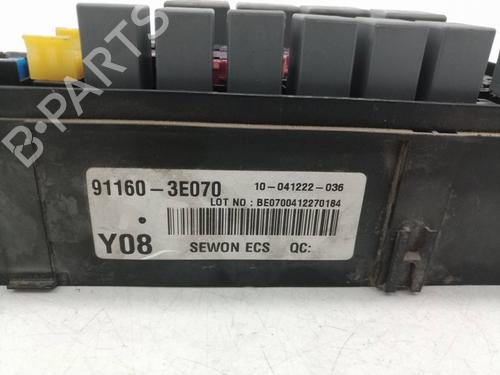 B-PARTS
91160-3E070
10-041222-036
LOT NO : BE0700412270184
Y08
SEWON ECS QC: